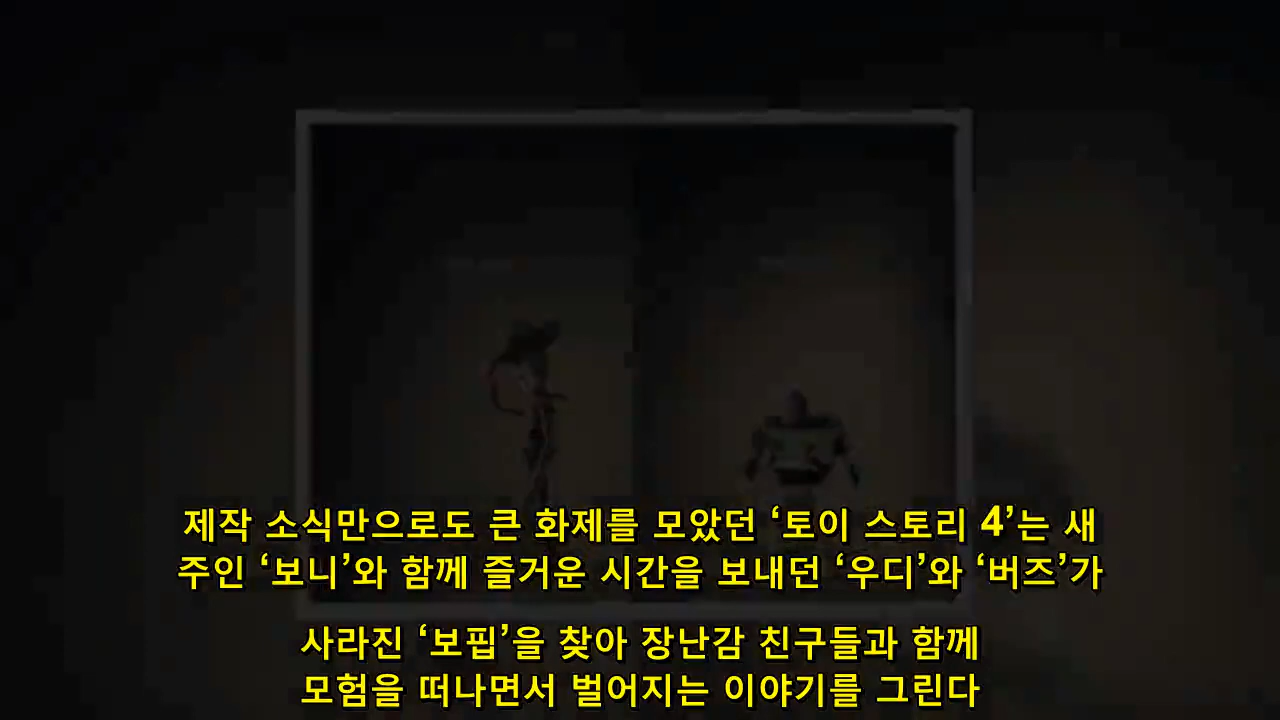 제작 소식만으로도 큰 화제를 모았던 ‘토이 스토리 4’는 새
주인 ‘보니’와 함께 즐거운 시간을 보내던 ‘우디’와 ‘버즈’가
사라진 ‘보핍’을 찾아 장난감 친구들과 함께
모험을 떠나면서 벌어지는 이야기를 그린다